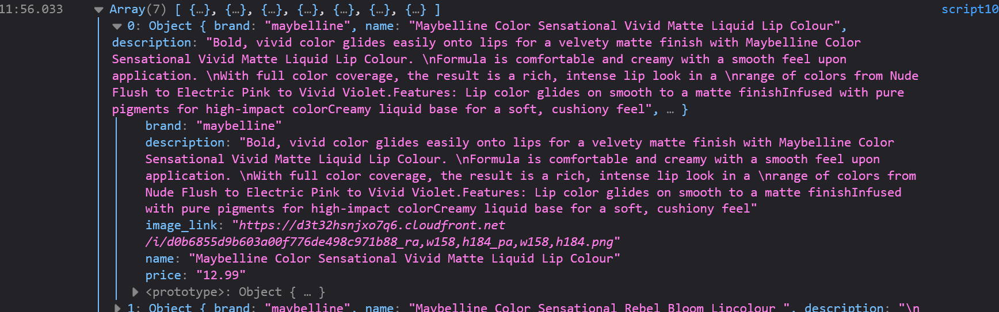 11:56.033 Array(7) [ {…}, {…}, {…}, {…}, {…}, {…}, {…} ] script10
0: Object { brand: "maybelline", name: "Maybelline Color Sensational Vivid Matte Liquid Lip Colour",
description: "Bold, vivid color glides easily onto lips for a velvety matte finish with Maybelline Color
Sensational Vivid Matte Liquid Lip Colour. \nFormula is comfortable and creamy with a smooth feel upon
application. \nWith full color coverage, the result is a rich, intense lip look in a \nrange of colors from Nude
Flush to Electric Pink to Vivid Violet.Features: Lip color glides on smooth to a matte finishInfused with pure
pigments for high-impact colorCreamy liquid base for a soft, cushiony feel", … }
brand: "maybelline"
description: "Bold, vivid color glides easily onto lips for a velvety matte finish with Maybelline Color
Sensational Vivid Matte Liquid Lip Colour. \nFormula is comfortable and creamy with a smooth feel upon
application. \nWith full color coverage, the result is a rich, intense lip look in a \nrange of colors from
Nude Flush to Electric Pink to Vivid Violet.Features: Lip color glides on smooth to a matte finishInfused
with pure pigments for high-impact colorCreamy liquid base for a soft, cushiony feel"
image_link: "https://d3t32hsnjxo7q6.cloudfront.net
/i/d0b6855d9b603a00f776de498c971b88_ra,w158,h184_pa,w158,h184.png"
name: "Maybelline Color Sensational Vivid Matte Liquid Lip Colour"
price: "12.99"
<prototype>: Object { … }
1: Object { brand: "maybelline", name: "Maybelline Color Sensational Rebel Bloom Lipcolour ", description: "\n